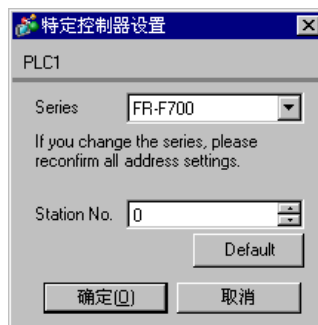 特定控制器设置
PLC1
Series FR-F700
If you change the series, please
reconfirm all address settings.
Station No. 0
Default
确定(O) 取消